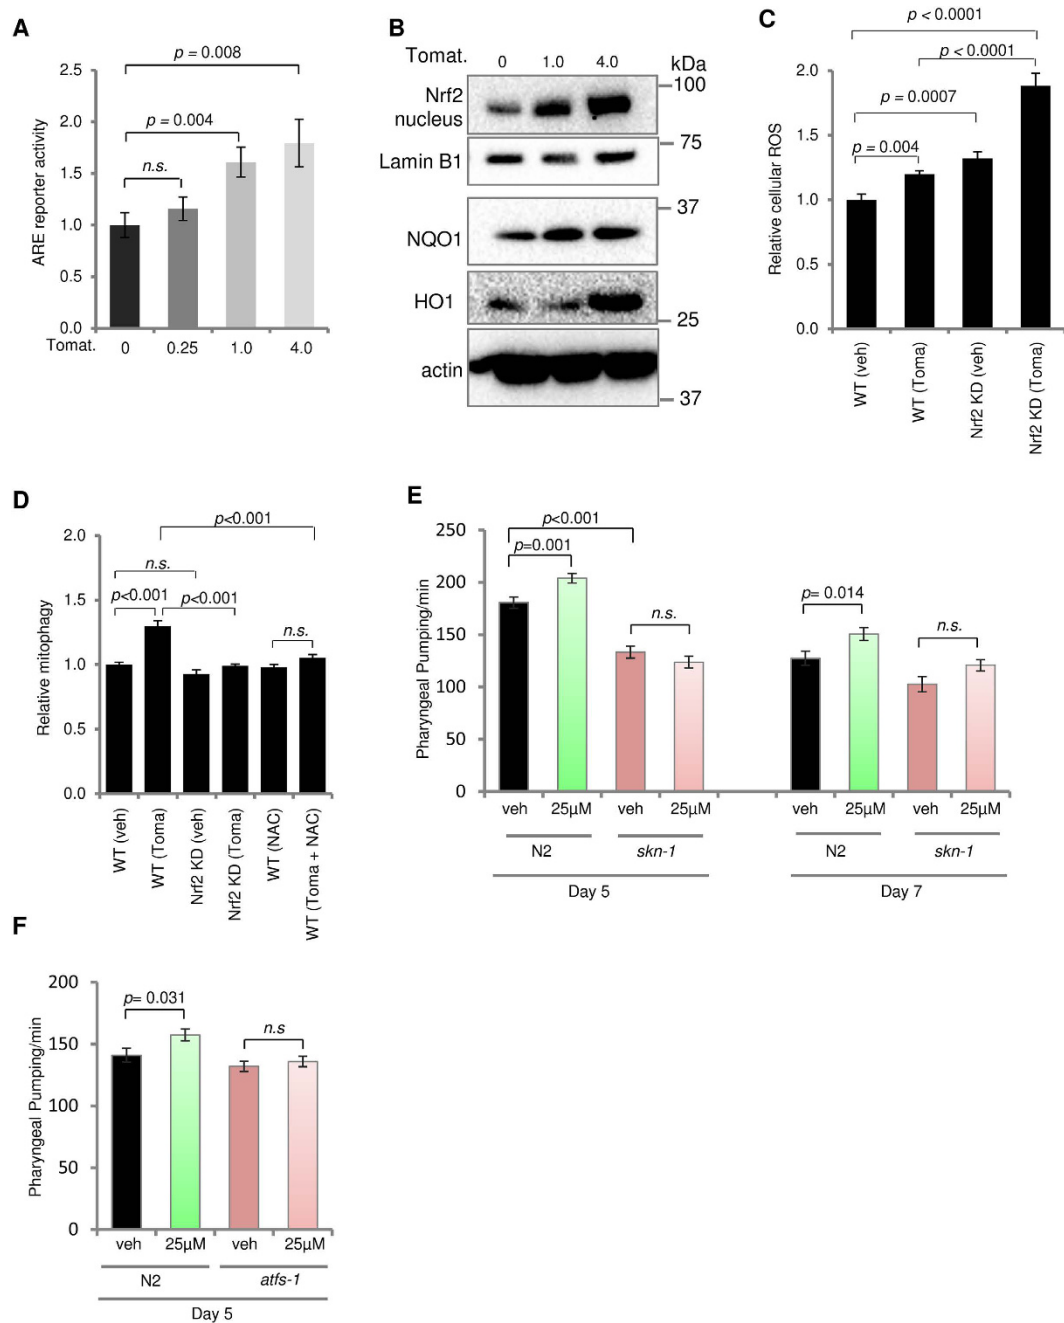 A
p = 0.008
p = 0.004
n.s.
2.5
2.0
1.5
1.0
0.5
0.0
ARE reporter activity
Tomat. 0 0.25 1.0 4.0
B
Tomat. 0 1.0 4.0 kDa
Nrf2 nucleus
100
Lamin B1
75
37
NQO1
HO1
25
actin
37
C
p < 0.0001
p < 0.0001
p = 0.0007
p = 0.004
2.0
1.5
1.0
0.5
0.0
Relative cellular ROS
WT (veh)
WT (Toma)
Nrf2 KD (veh)
Nrf2 KD (Toma)
D
p<0.001
n.s.
p<0.001 p<0.001
n.s.
2.0
1.5
1.0
0.5
0.0
Relative mitophagy
WT (veh)
WT (Toma)
Nrf2 KD (veh)
Nrf2 KD (Toma)
WT (NAC)
WT (Toma + NAC)
E
p<0.001
p=0.001
n.s.
p= 0.014
n.s.
250
200
150
100
50
0
Pharyngeal Pumping/min
veh 25µM veh 25µM veh 25µM veh 25µM
N2 skn-1 N2 skn-1
Day 5 Day 7
F
p= 0.031
n.s
200
150
100
50
0
Pharyngeal Pumping/min
veh 25µM veh 25µM
N2 atfs-1
Day 5